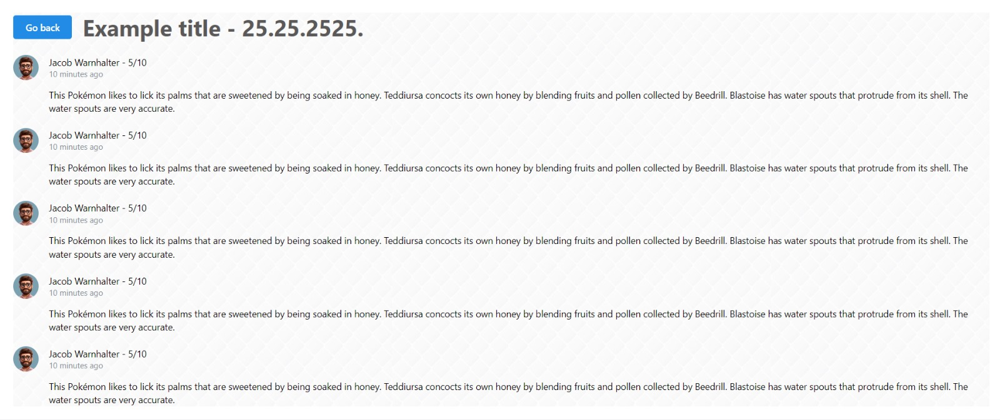 Go back
Example title - 25.25.2525.
Jacob Warnhalter - 5/10
10 minutes ago
This Pokémon likes to lick its palms that are sweetened by being soaked in honey. Teddiursa concocts its own honey by blending fruits and pollen collected by Beedrill. Blastoise has water spouts that protrude from its shell. The
water spouts are very accurate.
Jacob Warnhalter - 5/10
10 minutes ago
This Pokémon likes to lick its palms that are sweetened by being soaked in honey. Teddiursa concocts its own honey by blending fruits and pollen collected by Beedrill. Blastoise has water spouts that protrude from its shell. The
water spouts are very accurate.
Jacob Warnhalter - 5/10
10 minutes ago
This Pokémon likes to lick its palms that are sweetened by being soaked in honey. Teddiursa concocts its own honey by blending fruits and pollen collected by Beedrill. Blastoise has water spouts that protrude from its shell. The
water spouts are very accurate.
Jacob Warnhalter - 5/10
10 minutes ago
This Pokémon likes to lick its palms that are sweetened by being soaked in honey. Teddiursa concocts its own honey by blending fruits and pollen collected by Beedrill. Blastoise has water spouts that protrude from its shell. The
water spouts are very accurate.
Jacob Warnhalter - 5/10
10 minutes ago
This Pokémon likes to lick its palms that are sweetened by being soaked in honey. Teddiursa concocts its own honey by blending fruits and pollen collected by Beedrill. Blastoise has water spouts that protrude from its shell. The
water spouts are very accurate.